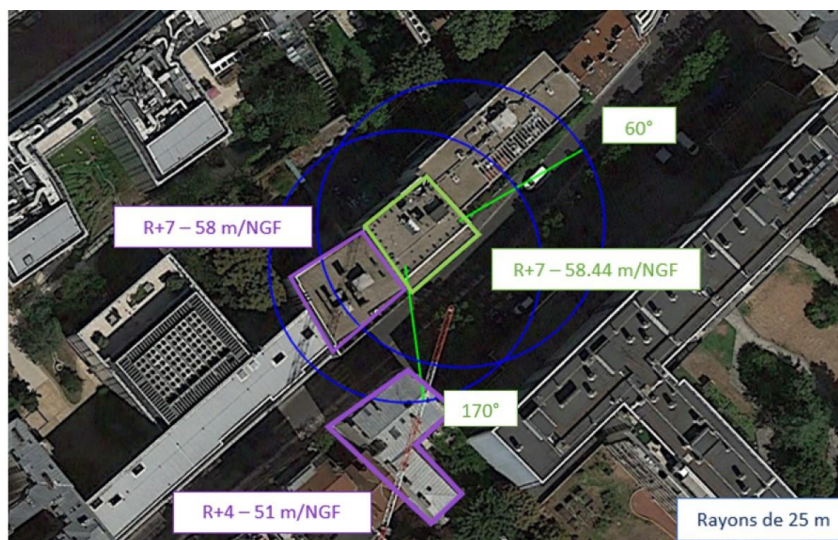 60°
R+7 – 58 m/NGF
R+7 – 58.44 m/NGF
170°
R+4 – 51 m/NGF
Rayons de 25 m